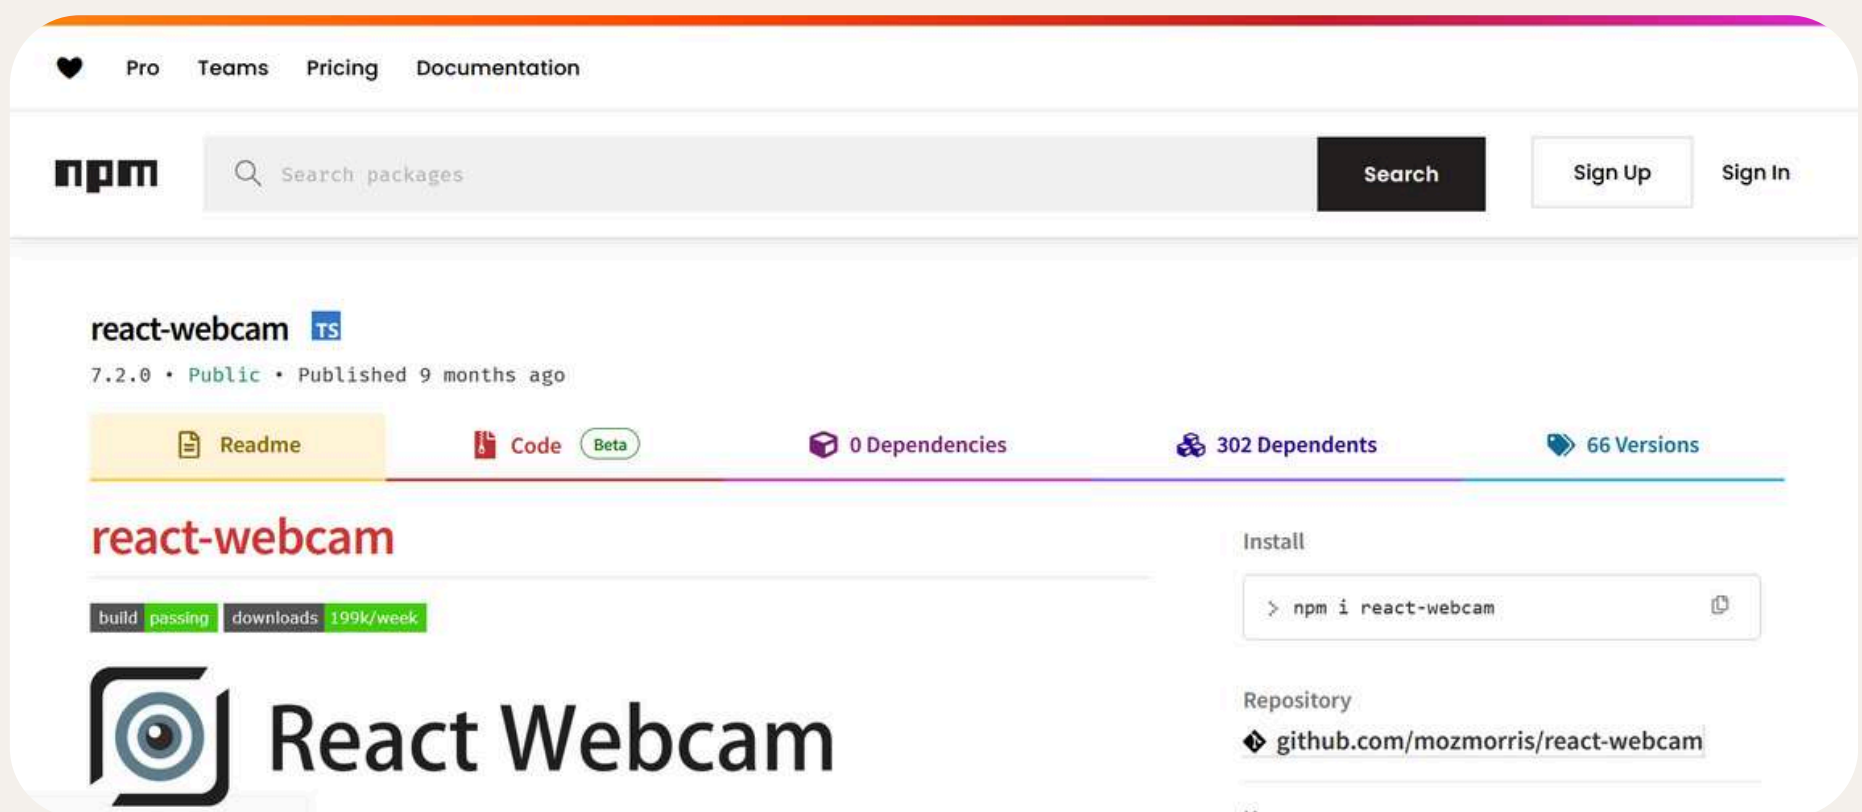 Pro Teams Pricing Documentation
npm Search packages Search Sign Up Sign In
react-webcam TS
7.2.0 • Public • Published 9 months ago
Readme Code Beta 0 Dependencies 302 Dependents 66 Versions
react-webcam
build passing downloads 199k/week
React Webcam
Install
> npm i react-webcam
Repository
github.com/mozmorris/react-webcam